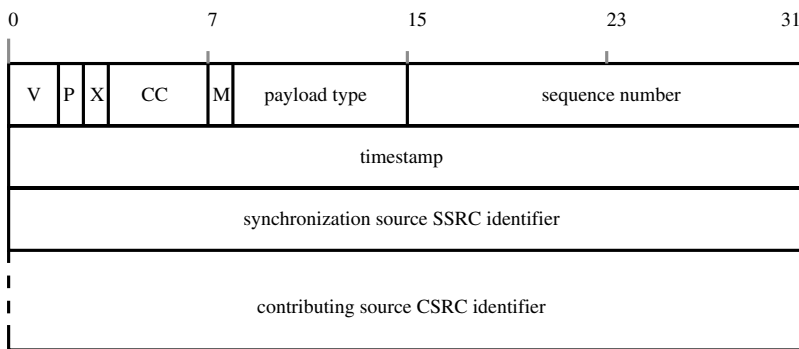 0 7 15 23 31
V P X CC M payload type sequence number
timestamp
synchronization source SSRC identifier
contributing source CSRC identifier